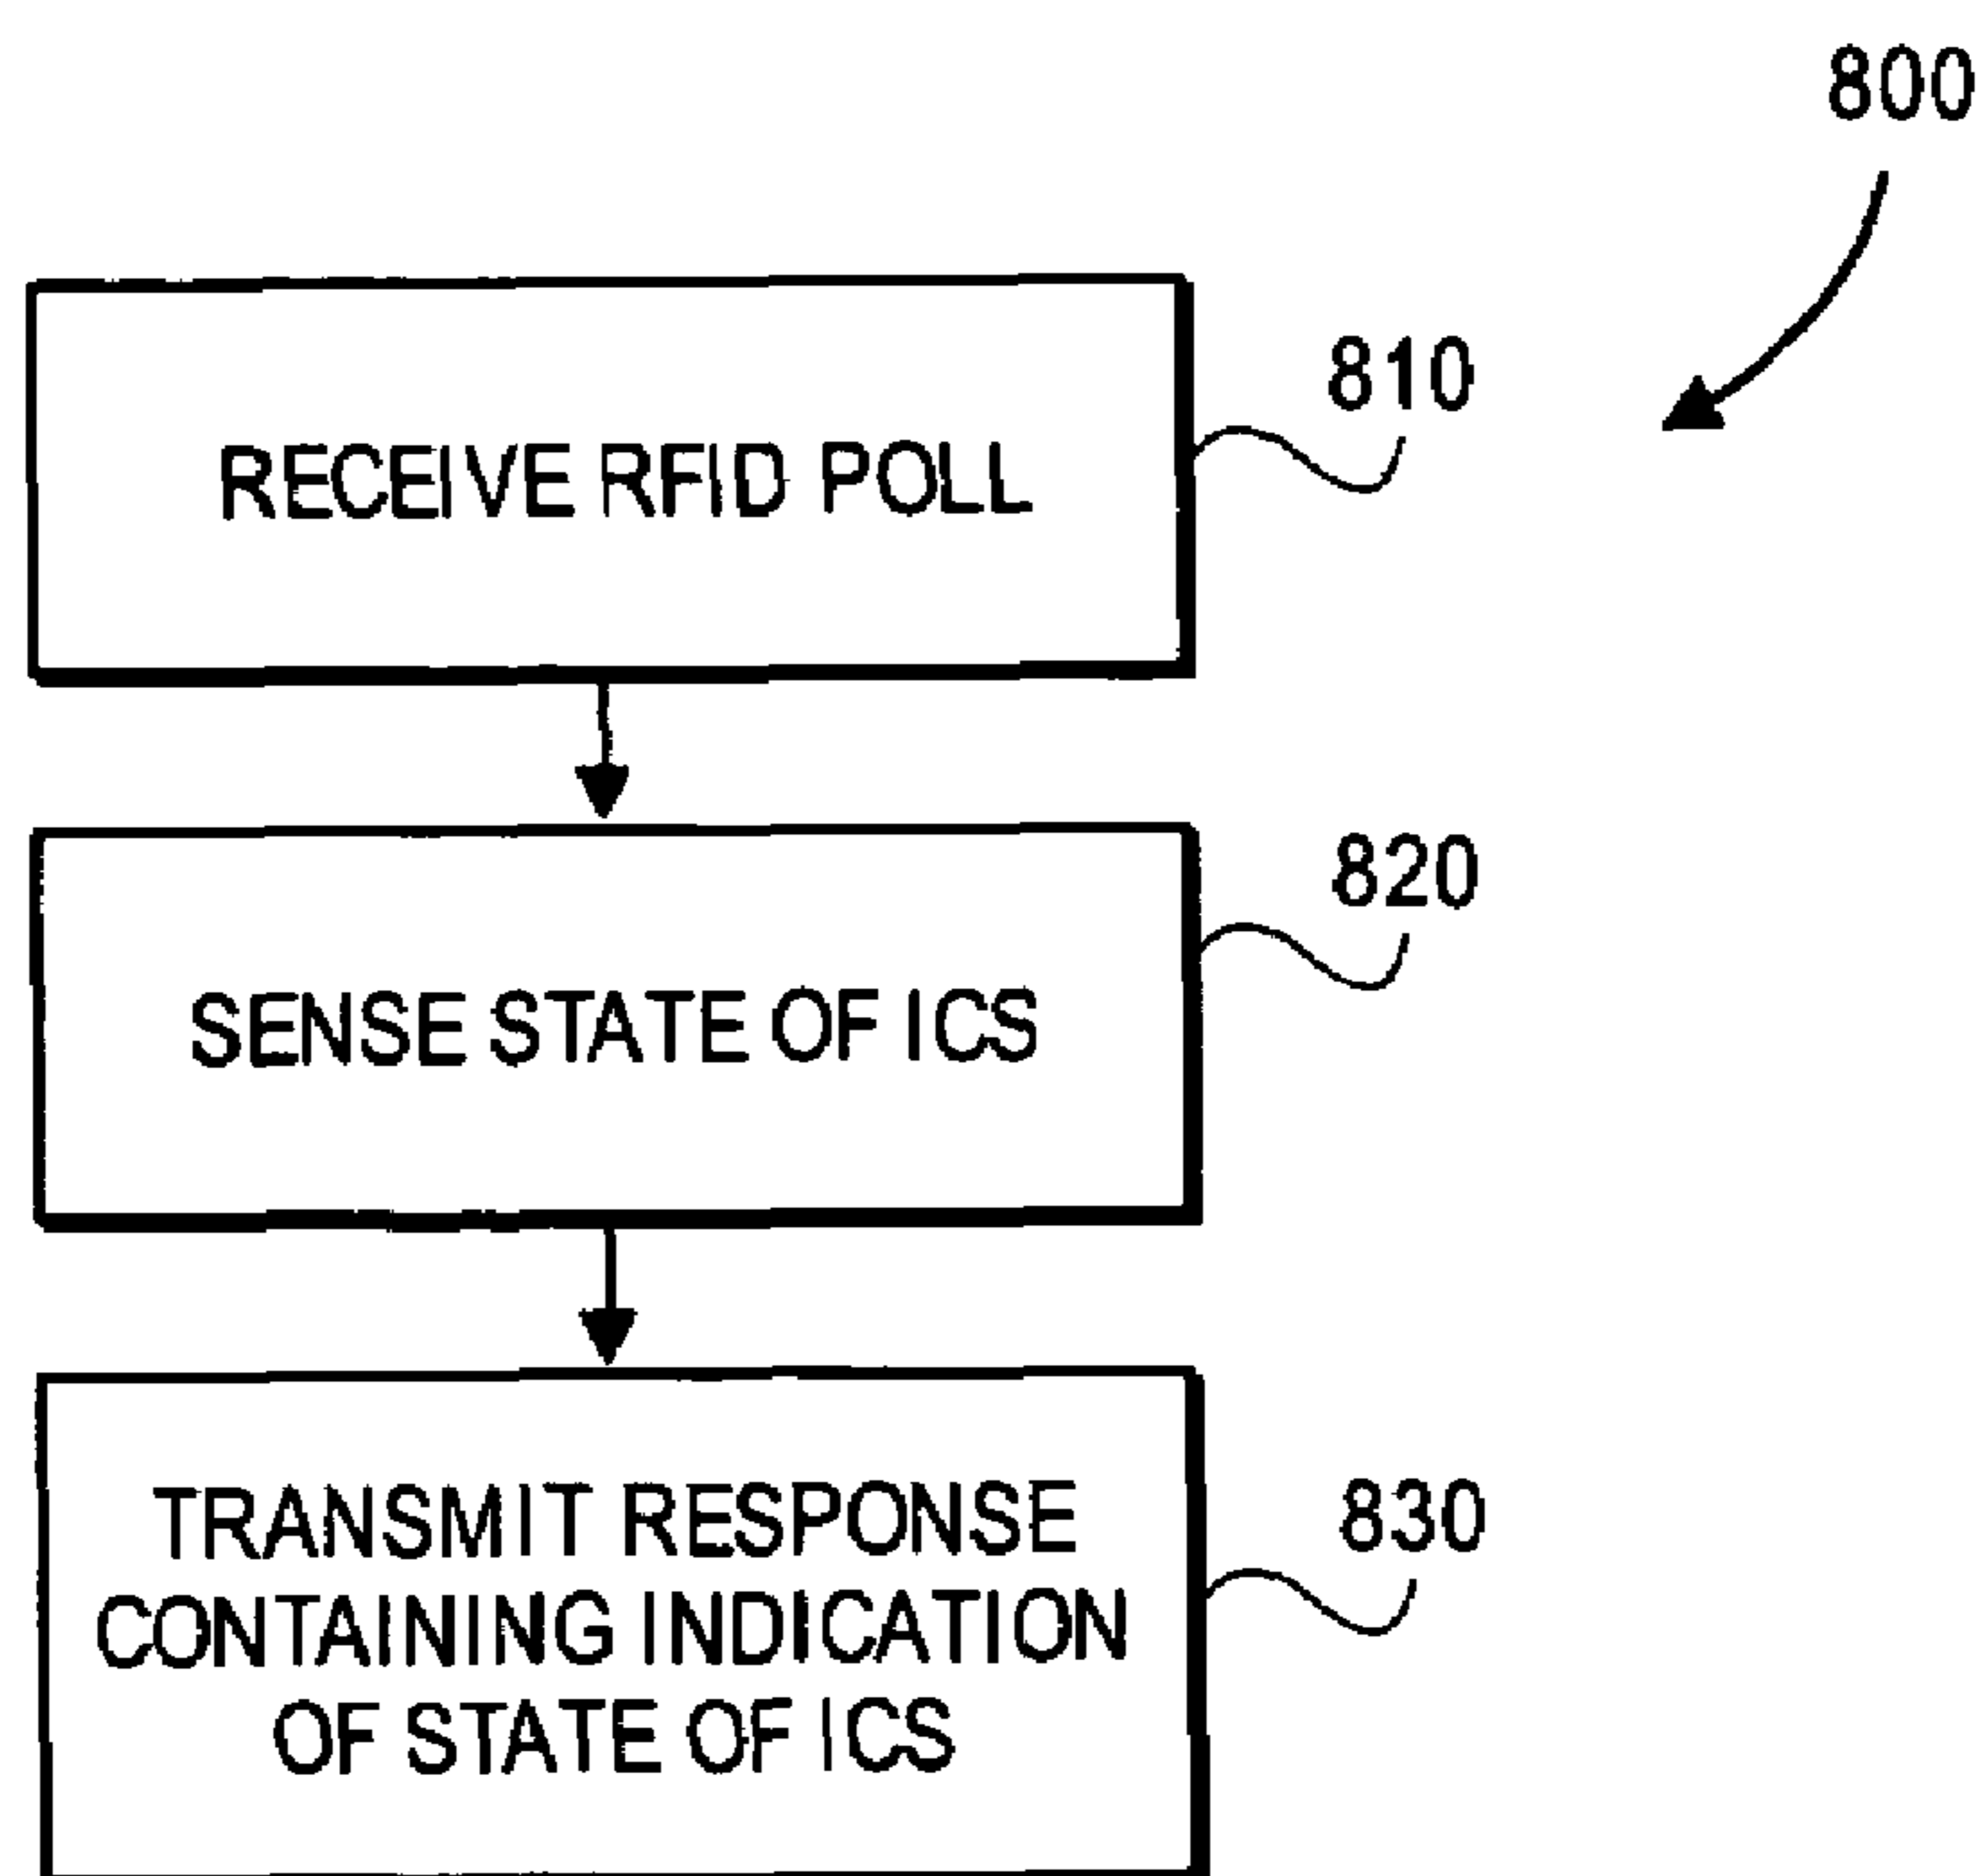 800
810
RECEIVE RFID POLL
820
SENSE STATE OF ICS
830
TRANSMIT RESPONSE
CONTAINING INDICATION
OF STATE OF ICS